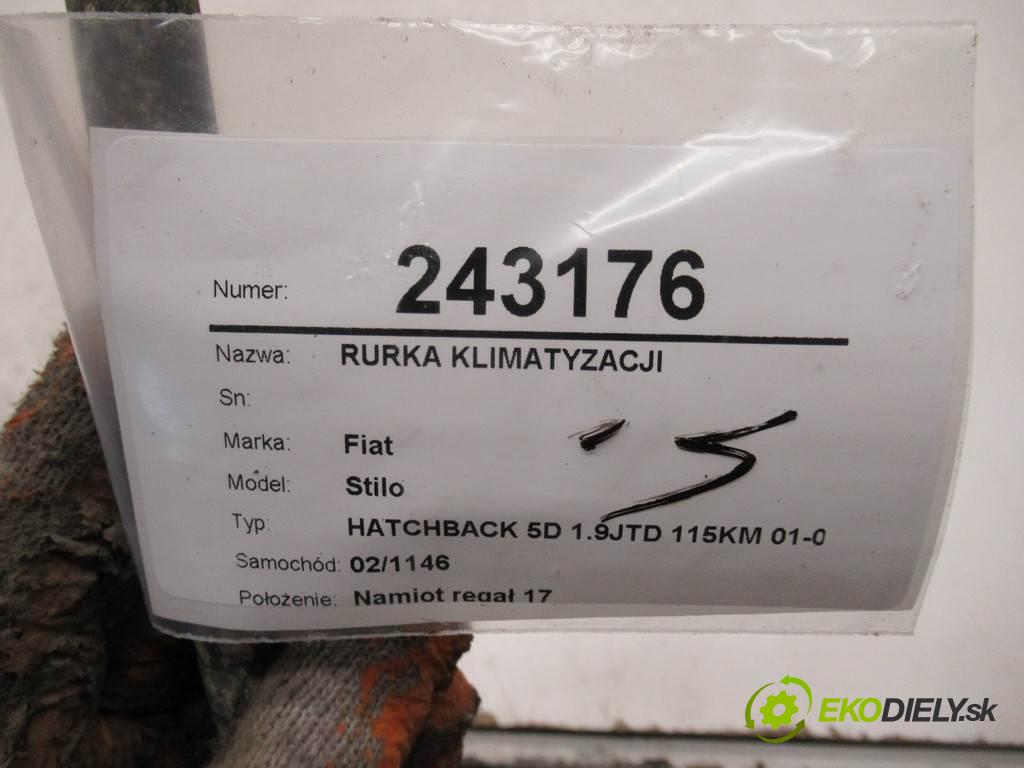 Numer: 243176
Nazwa: RURKA KLIMATYZACJI
Sn:
Marka: Fiat
Model: Stilo
Typ: HATCHBACK 5D 1.9JTD 115KM 01-0
Samochód: 02/1146
Położenie: Namiot regał 17
'5
EKODIELY.sk